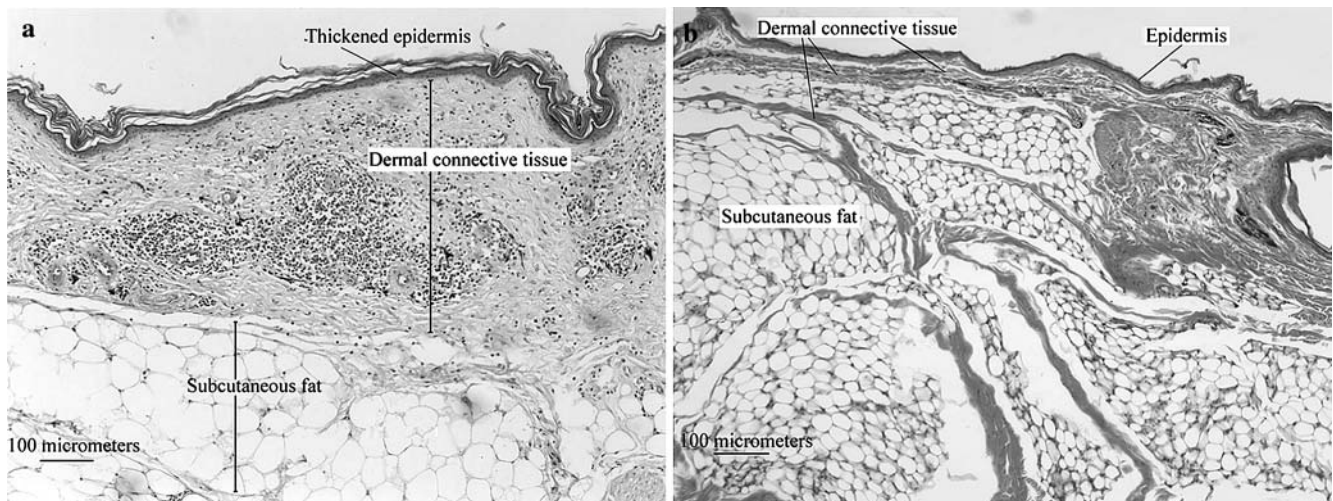 a
Thickened epidermis
Dermal connective tissue
Subcutaneous fat
100 micrometers
b
Dermal connective tissue
Epidermis
Subcutaneous fat
100 micrometers